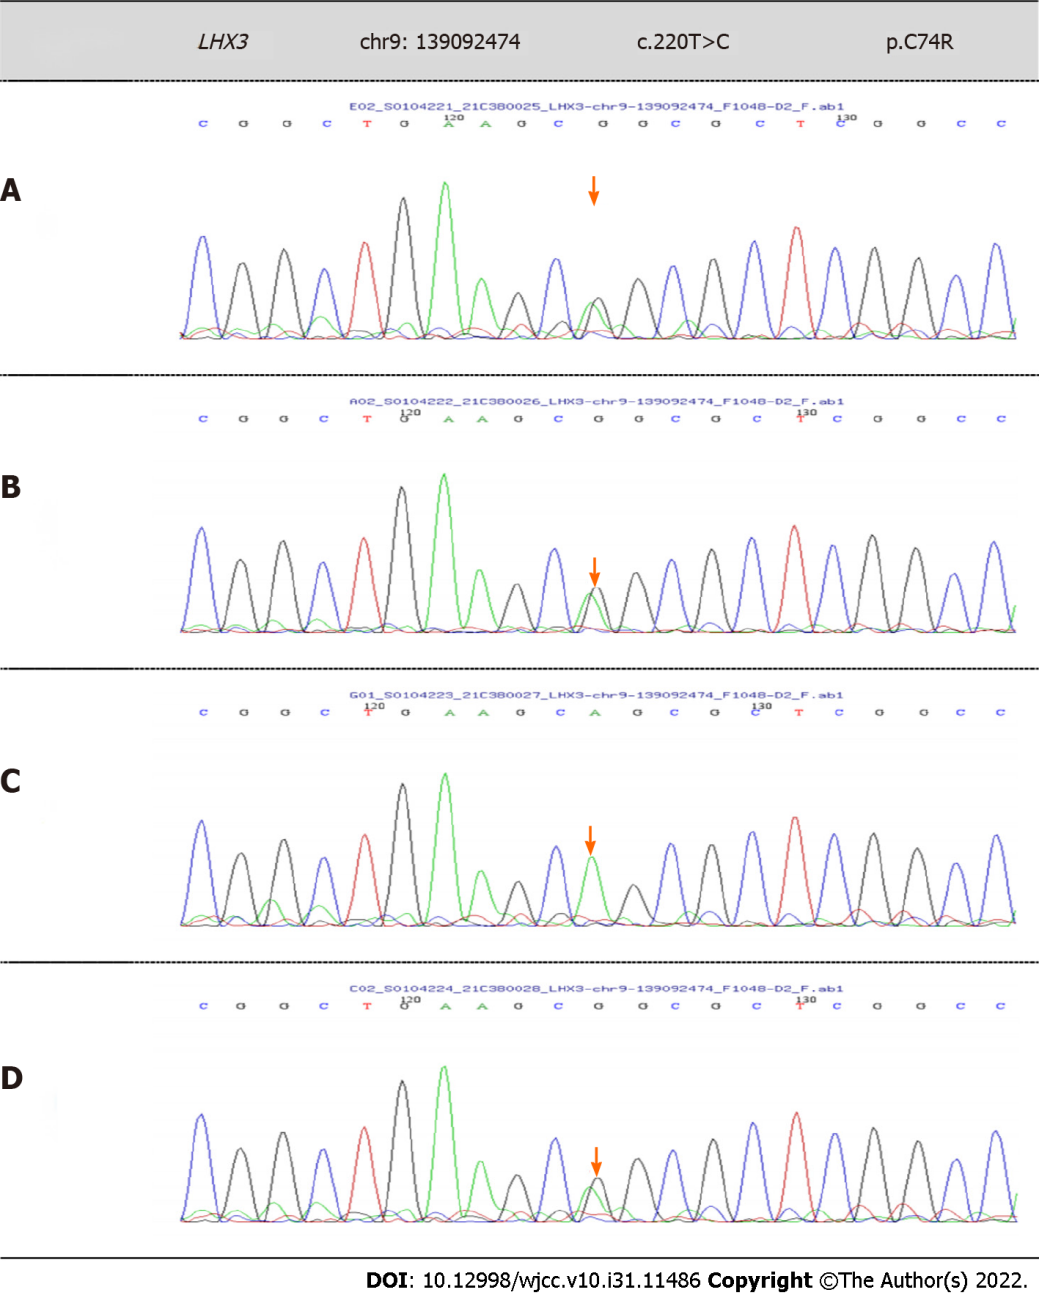 LHX3 chr9: 139092474 c.220T>C p.C74R
E02_S0104221_21C380025_LHX3-chr9-139092474_F1048-D2_F.ab1
120 130
C G G C T G A A G C G G C G C T C G G C C
A
A02_S0104222_21C380026_LHX3-chr9-139092474_F1048-D2_F.ab1
120 130
C G G C T G A A G C G G C G C T C G G C C
B
G01_S0104223_21C380027_LHX3-chr9-139092474_F1048-D2_F.ab1
120 130
C G G C T G A A G C A G C G C T C G G C C
C
C02_S0104224_21C380028_LHX3-chr9-139092474_F1048-D2_F.ab1
120 130
C G G C T G A A G C G G C G C T C G G C C
D
DOI: 10.12998/wjcc.v10.i31.11486 Copyright ©The Author(s) 2022.